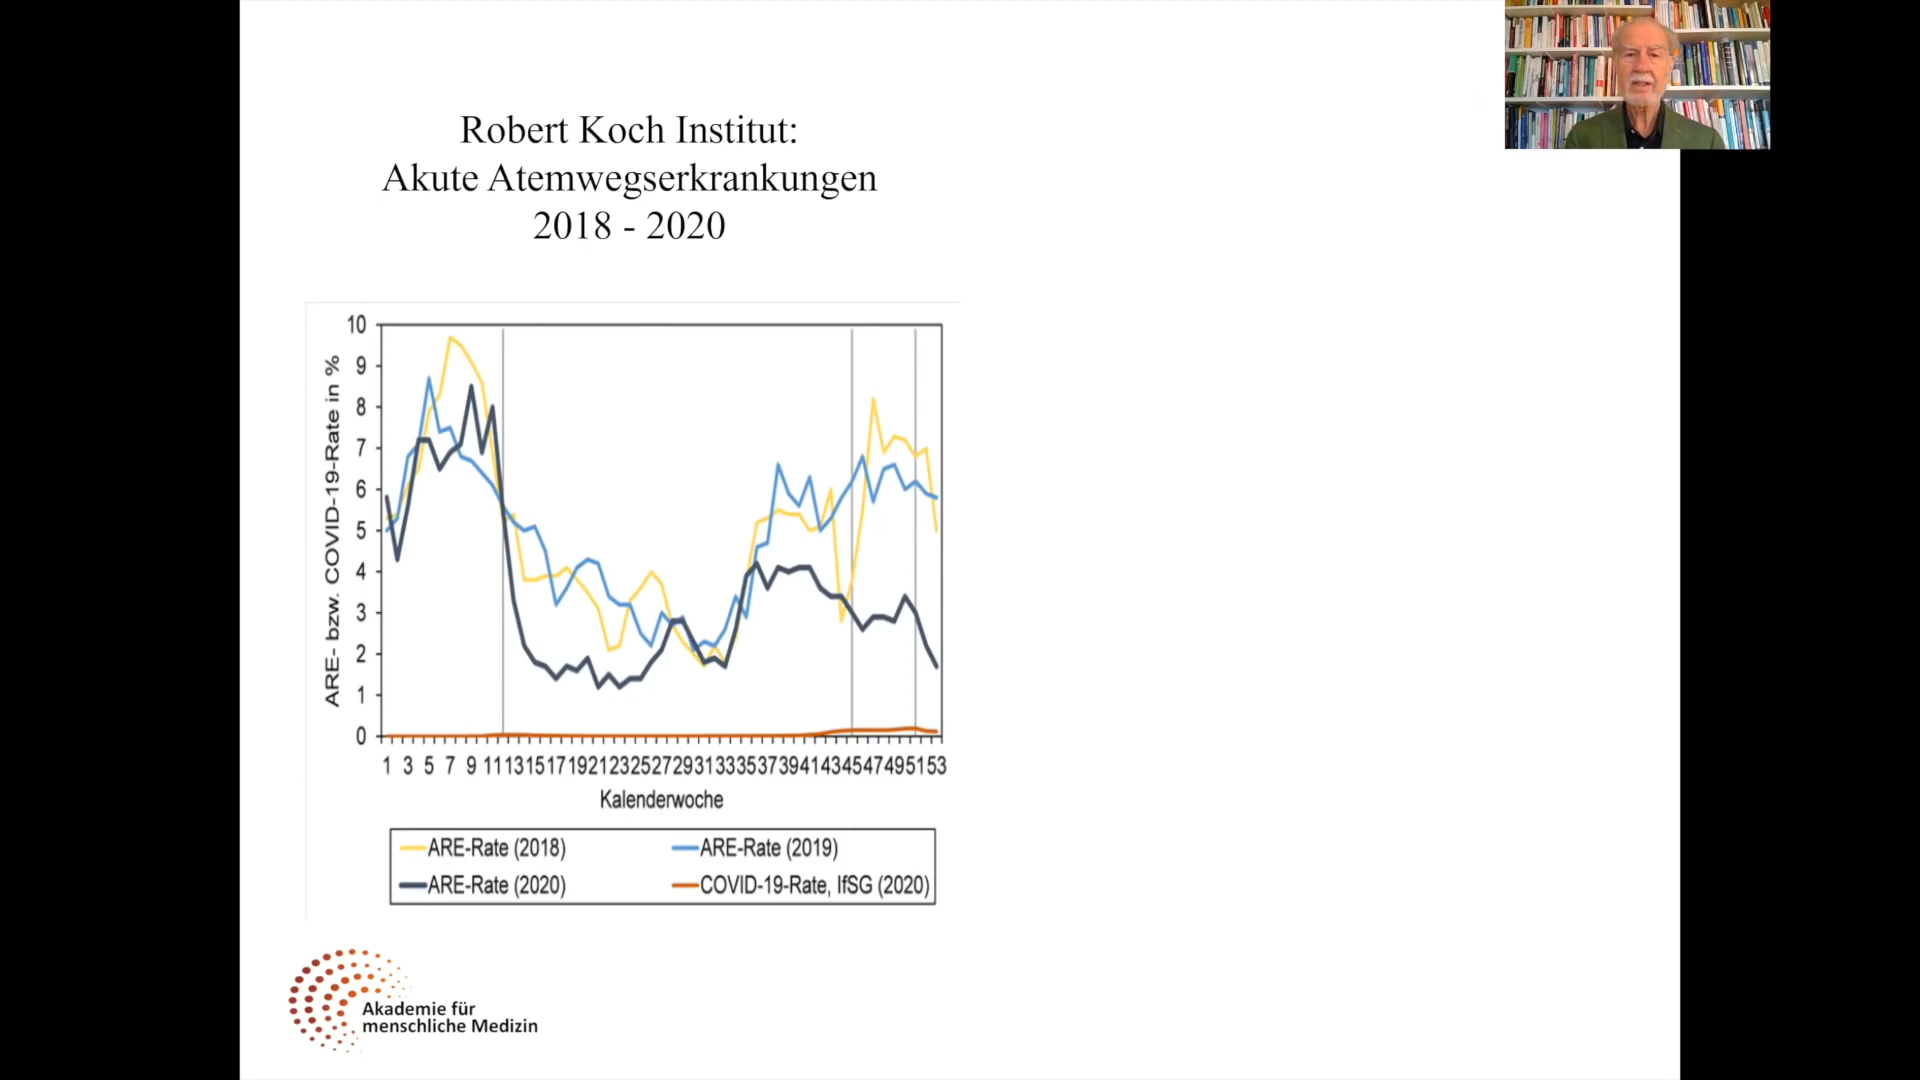 Robert Koch Institut:
Akute Atemwegserkrankungen
2018 - 2020
ARE- bzw. COVID-19-Rate in %
10
9
8
7
6
5
4
3
2
1
0
1 3 5 7 9 11 13 15 17 19 21 23 25 27 29 31 33 35 37 39 41 43 45 47 49 51 53
Kalenderwoche
ARE-Rate (2018) ARE-Rate (2019)
ARE-Rate (2020) COVID-19-Rate, IfSG (2020)
Akademie für
menschliche Medizin